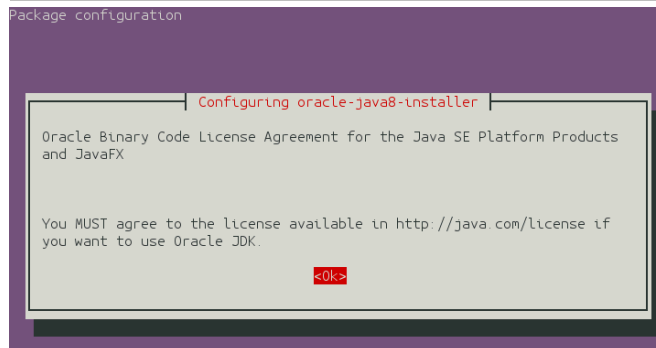 Package configuration
Configuring oracle-java8-installer
Oracle Binary Code License Agreement for the Java SE Platform Products
and JavaFX
You MUST agree to the license available in http://java.com/license if
you want to use Oracle JDK.
<Ok>